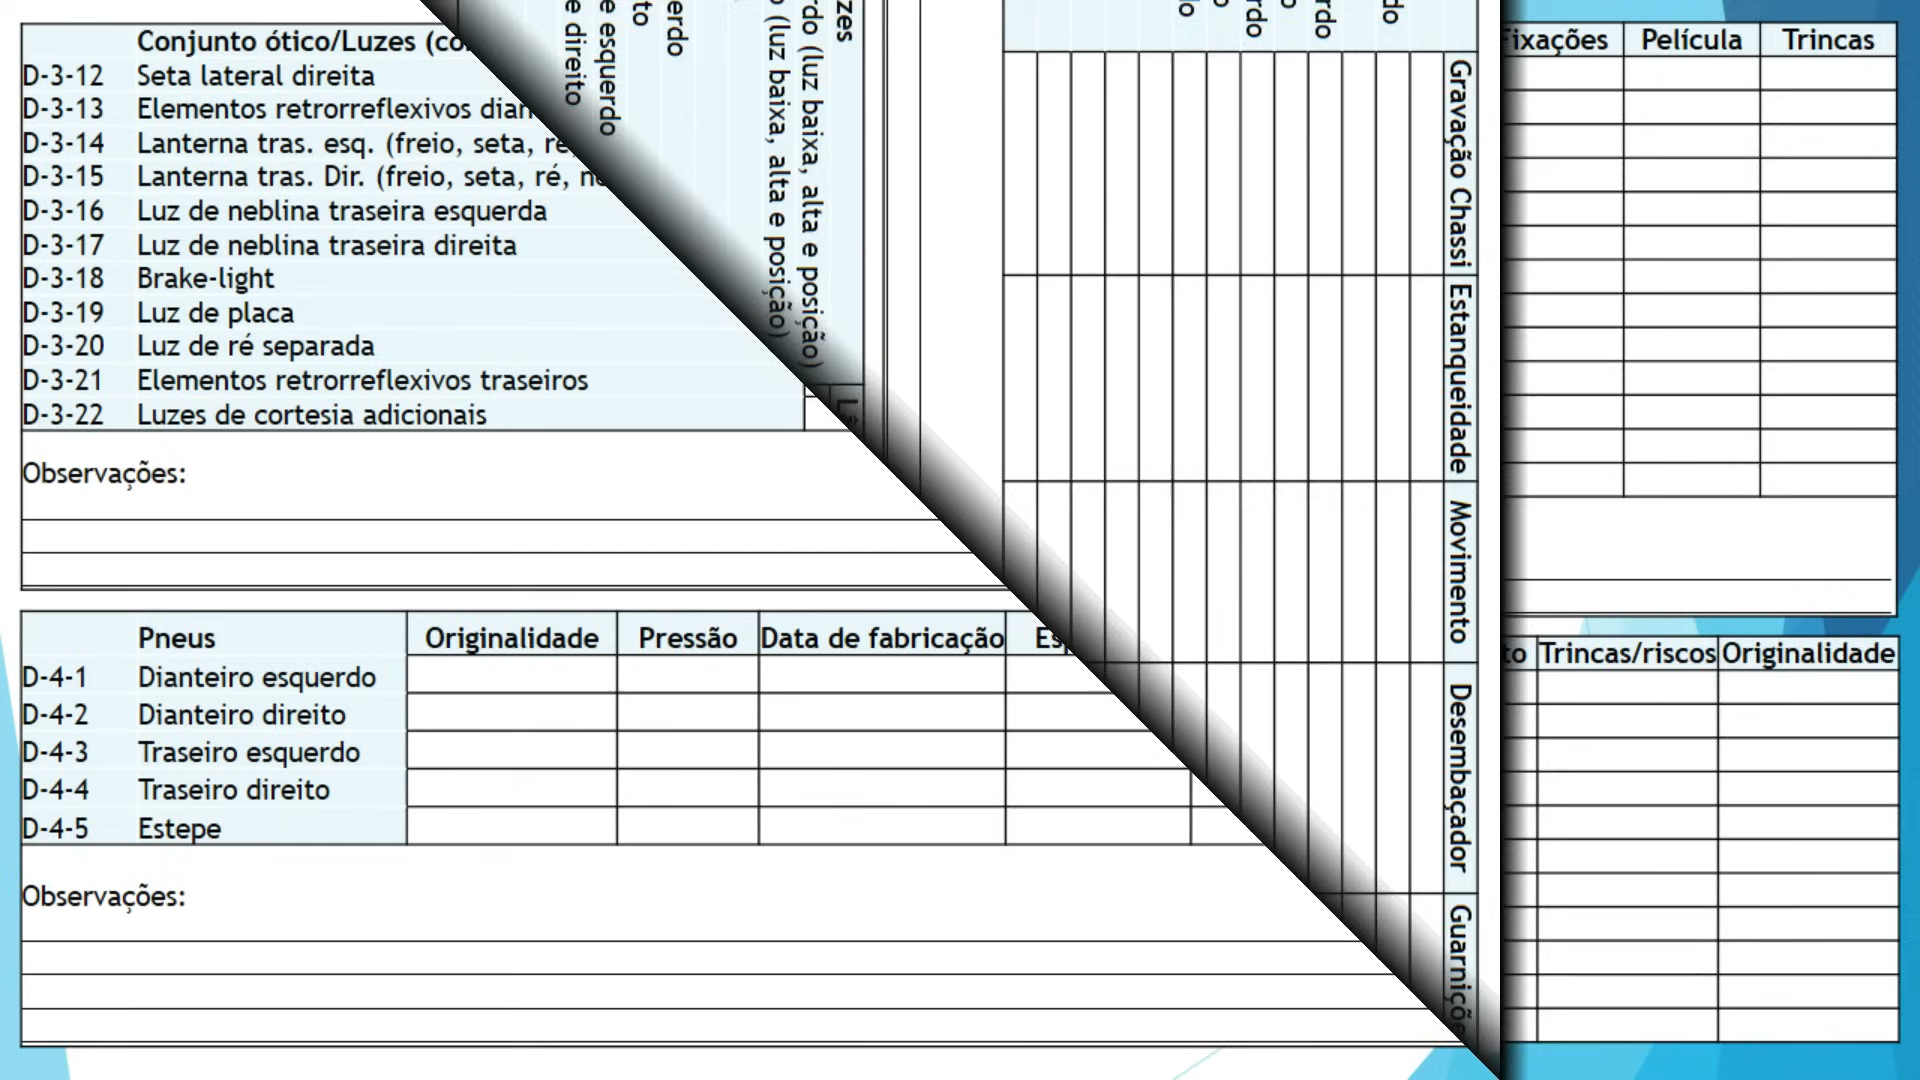 Conjunto ótico/Luzes
D-3-12 Seta lateral direita
D-3-13 Elementos retrorreflexivos
D-3-14 Lanterna tras. esq. (freio, seta, ré,
D-3-15 Lanterna tras. Dir. (freio, seta, ré,
D-3-16 Luz de neblina traseira esquerda
D-3-17 Luz de neblina traseira direita
D-3-18 Brake-light
D-3-19 Luz de placa
D-3-20 Luz de ré separada
D-3-21 Elementos retrorreflexivos traseiros
D-3-22 Luzes de cortesia adicionais
Observações:
Pneus Originalidade Pressão Data de fabricação
D-4-1 Dianteiro esquerdo
D-4-2 Dianteiro direito
D-4-3 Traseiro esquerdo
D-4-4 Traseiro direito
D-4-5 Estepe
Observações:
(luz baixa, alta e posição)
(luz baixa, alta e posição)
e esquerdo
e direito
Gravação Chassi Estanqueidade Movimento Desembaçador
Fixações Película Trincas
Trincas/riscos Originalidade